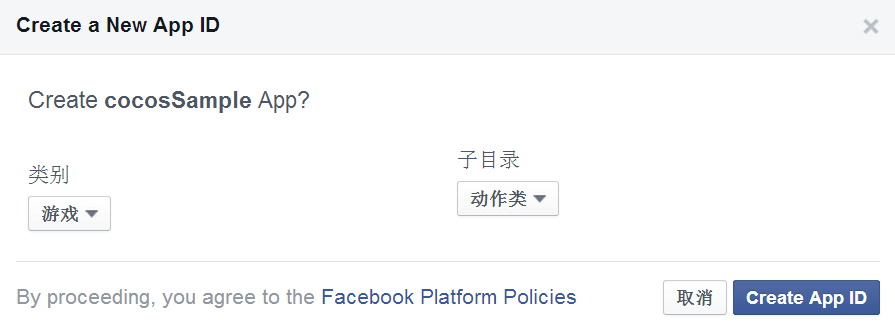 Create a New App ID
Create cocosSample App?
类别
子目录
游戏
动作类
By proceeding, you agree to the Facebook Platform Policies
取消
Create App ID